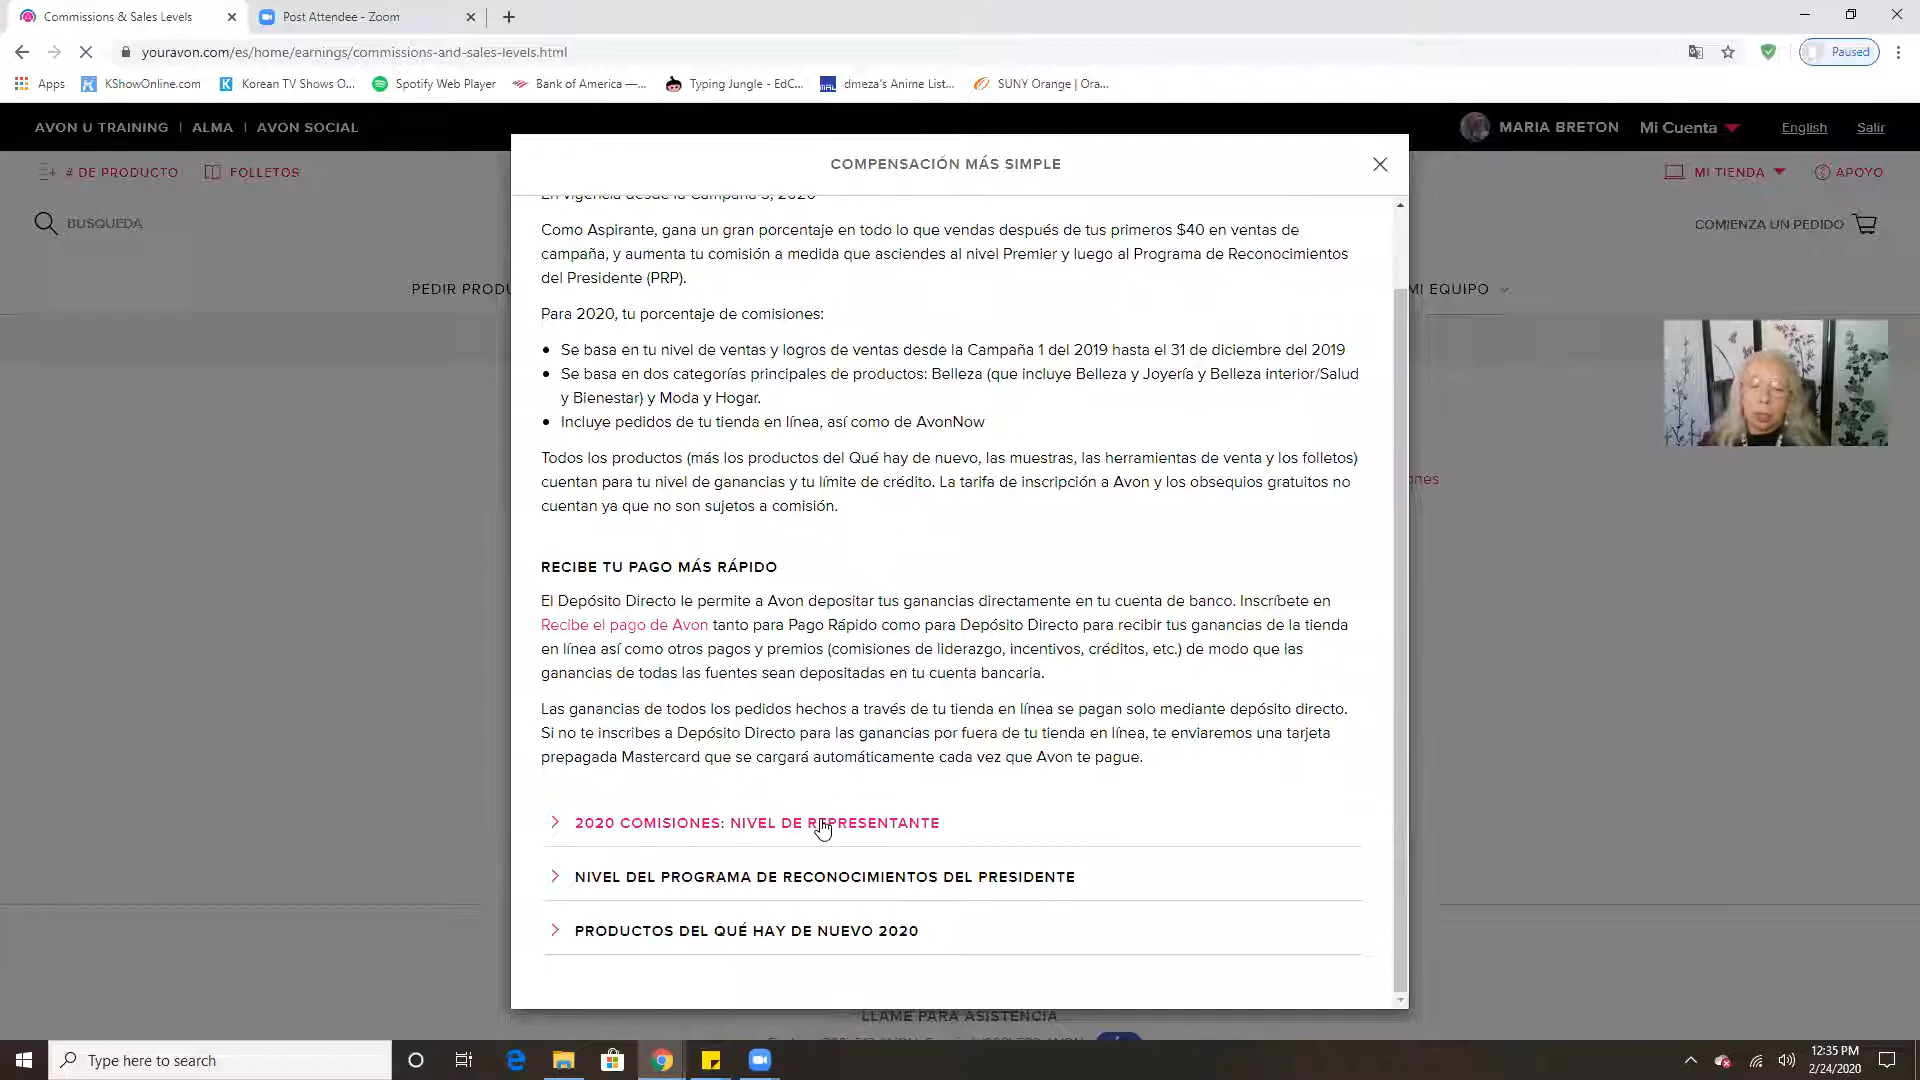 Commissions & Sales Levels
Post Attendee - Zoom
youravon.com/es/home/earnings/commissions-and-sales-levels.html
Paused
Apps
KShowOnline.com
Korean TV Shows O...
Spotify Web Player
Bank of America —...
Typing Jungle - EdC...
dmeza's Anime List...
SUNY Orange | Ora...
AVON U TRAINING | ALMA | AVON SOCIAL
MARIA BRETON
Mi Cuenta
English
Salir
# DE PRODUCTO
FOLLETOS
MI TIENDA
APOYO
BUSQUEDA
COMIENZA UN PEDIDO
PEDIR PRODU
MI EQUIPO
COMPENSACIÓN MÁS SIMPLE
En vigencia desde la Campaña 3, 2020
Como Aspirante, gana un gran porcentaje en todo lo que vendas después de tus primeros $40 en ventas de
campaña, y aumenta tu comisión a medida que asciendes al nivel Premier y luego al Programa de Reconocimientos
del Presidente (PRP).
Para 2020, tu porcentaje de comisiones:
Se basa en tu nivel de ventas y logros de ventas desde la Campaña 1 del 2019 hasta el 31 de diciembre del 2019
Se basa en dos categorías principales de productos: Belleza (que incluye Belleza y Joyería y Belleza interior/Salud
y Bienestar) y Moda y Hogar.
Incluye pedidos de tu tienda en línea, así como de AvonNow
Todos los productos (más los productos del Qué hay de nuevo, las muestras, las herramientas de venta y los folletos)
cuentan para tu nivel de ganancias y tu límite de crédito. La tarifa de inscripción a Avon y los obsequios gratuitos no
cuentan ya que no son sujetos a comisión.
RECIBE TU PAGO MÁS RÁPIDO
El Depósito Directo le permite a Avon depositar tus ganancias directamente en tu cuenta de banco. Inscríbete en
Recibe el pago de Avon tanto para Pago Rápido como para Depósito Directo para recibir tus ganancias de la tienda
en línea así como otros pagos y premios (comisiones de liderazgo, incentivos, créditos, etc.) de modo que las
ganancias de todas las fuentes sean depositadas en tu cuenta bancaria.
Las ganancias de todos los pedidos hechos a través de tu tienda en línea se pagan solo mediante depósito directo.
Si no te inscribes a Depósito Directo para las ganancias por fuera de tu tienda en línea, te enviaremos una tarjeta
prepagada Mastercard que se cargará automáticamente cada vez que Avon te pague.
2020 COMISIONES: NIVEL DE REPRESENTANTE
NIVEL DEL PROGRAMA DE RECONOCIMIENTOS DEL PRESIDENTE
PRODUCTOS DEL QUÉ HAY DE NUEVO 2020
LLAME PARA ASISTENCIA
Type here to search
12:35 PM
2/24/2020